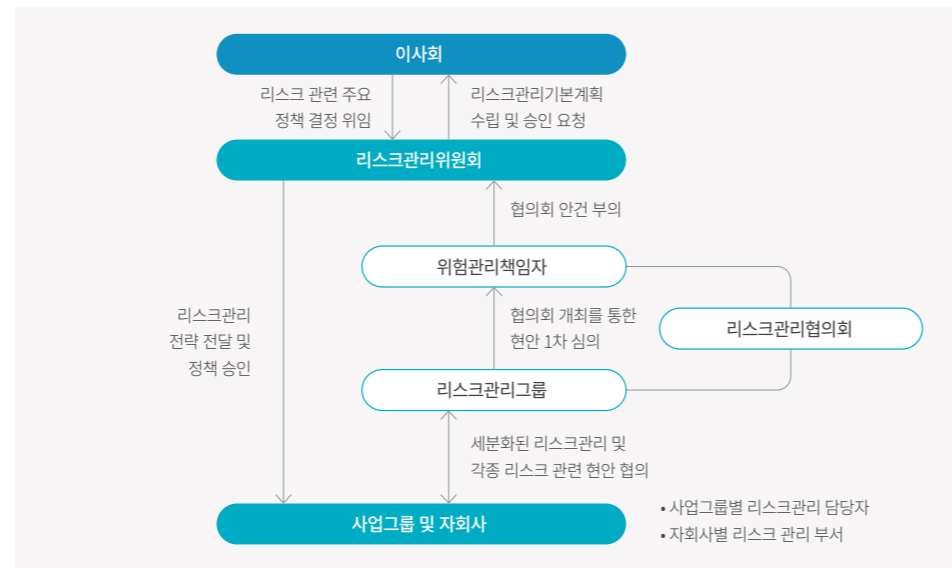 이사회
리스크 관련 주요
정책 결정 위임
리스크관리기본계획
수립 및 승인 요청
리스크관리위원회
협의회 안건 부의
위험관리책임자
리스크관리
전략 전달 및
정책 승인
협의회 개최를 통한
현안 1차 심의
리스크관리협의회
리스크관리그룹
세분화된 리스크관리 및
각종 리스크 관련 현안 협의
사업그룹 및 자회사
• 사업그룹별 리스크관리 담당자
• 자회사별 리스크 관리 부서